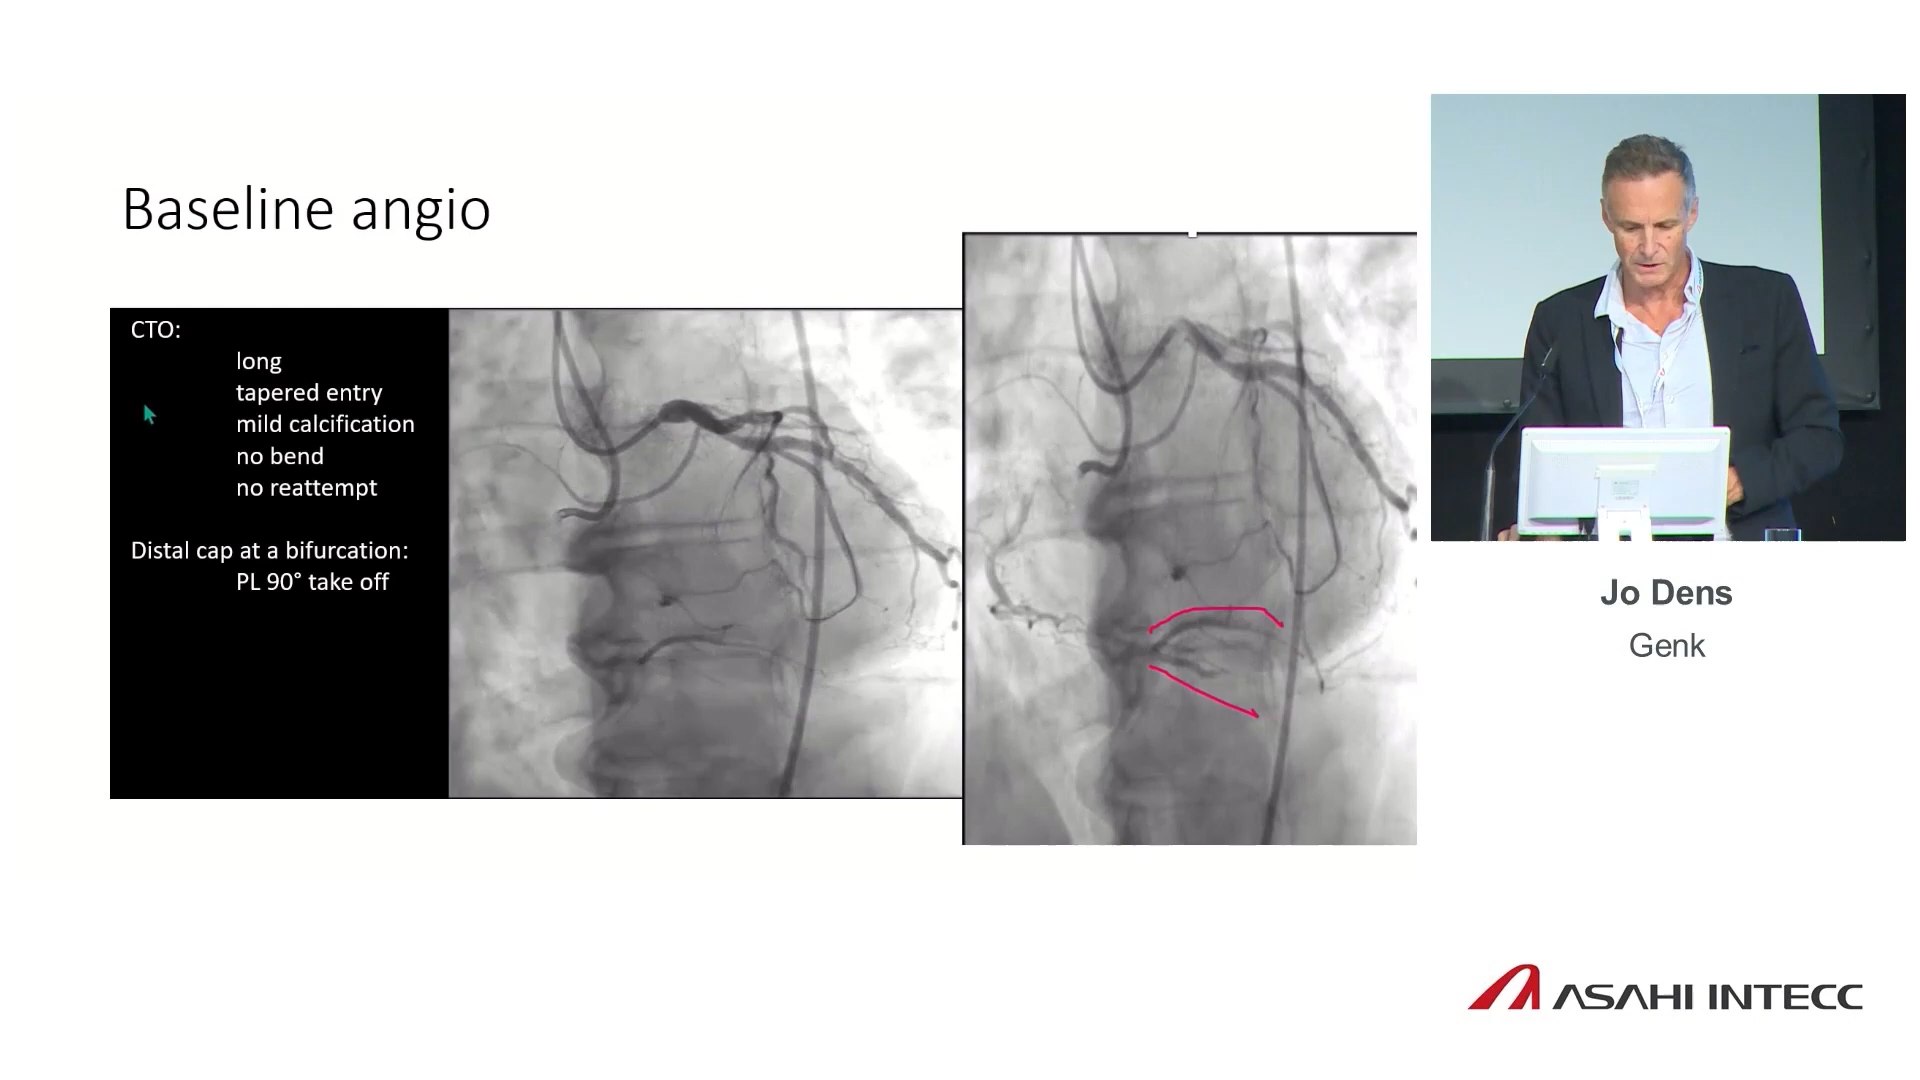 Baseline angio
CTO:
long
tapered entry
mild calcification
no bend
no reattempt
Distal cap at a bifurcation:
PL 90° take off
Jo Dens
Genk
ASAHI INTECC